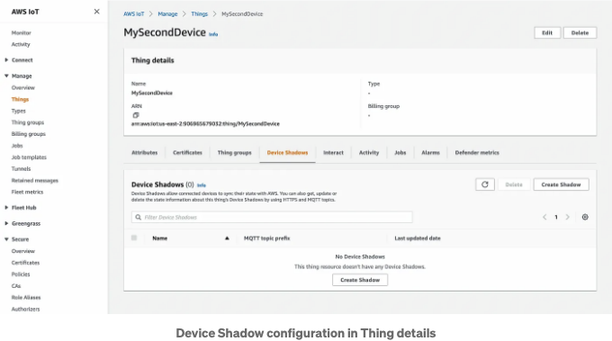 AWS IoT
Monitor
Activity
Connect
Manage
Overview
Things
Types
Thing groups
Billing groups
Jobs
Job templates
Tunnels
Retained messages
Fleet metrics
Fleet Hub
Greengrass
Secure
Overview
Certificates
Policies
CAs
Role Aliases
Authorizers
AWS IoT > Manage > Things > MySecondDevice
MySecondDevice Info
Edit Delete
Thing details
Name
MySecondDevice
ARN
arn:aws:iot:us-east-2:906865679032:thing/MySecondDevice
Type
-
Billing group
-
Attributes Certificates Thing groups Device Shadows Interact Activity Jobs Alarms Defender metrics
Device Shadows (0) Info
Device Shadows allow connected devices to sync their state with AWS. You can also get, update or
delete the state information about this thing's Device Shadows by using HTTPS and MQTT topics.
Delete Create Shadow
Filter Device Shadows
1
Name MQTT topic prefix Last updated date
No Device Shadows
This thing resource doesn't have any Device Shadows.
Create Shadow
Device Shadow configuration in Thing details